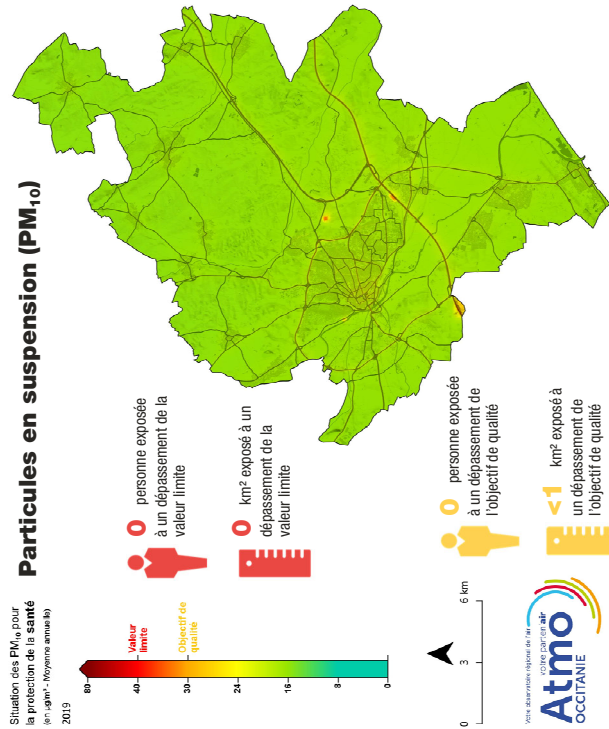 Particules en suspension (PM₁₀)
Situation des PM₁₀ pour
la protection de la santé
(en µg/m³ - Moyenne annuelle)
2019
80
40
Valeur
limite
30
Objectif de
qualité
24
16
8
0
0 personne exposée
à un dépassement de la
valeur limite
0 km² exposé à un
dépassement de la
valeur limite
0 personne exposée
à un dépassement de
l'objectif de qualité
<1 km² exposé à
un dépassement de
l'objectif de qualité
0 3 6 km
Votre observatoire régional de l'air
Atmo
OCCITANIE
votre parten'air